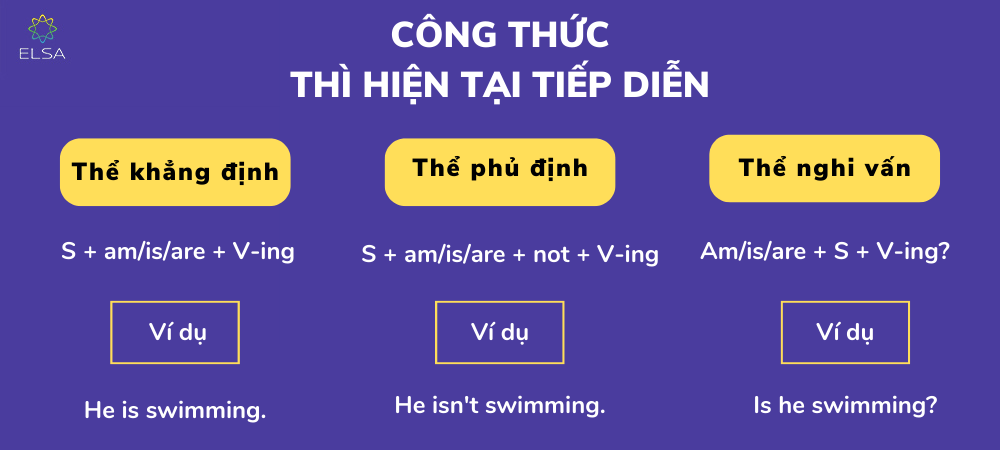 ELSA
CÔNG THỨC
THÌ HIỆN TẠI TIẾP DIỄN
Thể khẳng định
S + am/is/are + V-ing
Ví dụ
He is swimming.
Thể phủ định
S + am/is/are + not + V-ing
Ví dụ
He isn't swimming.
Thể nghi vấn
Am/is/are + S + V-ing?
Ví dụ
Is he swimming?